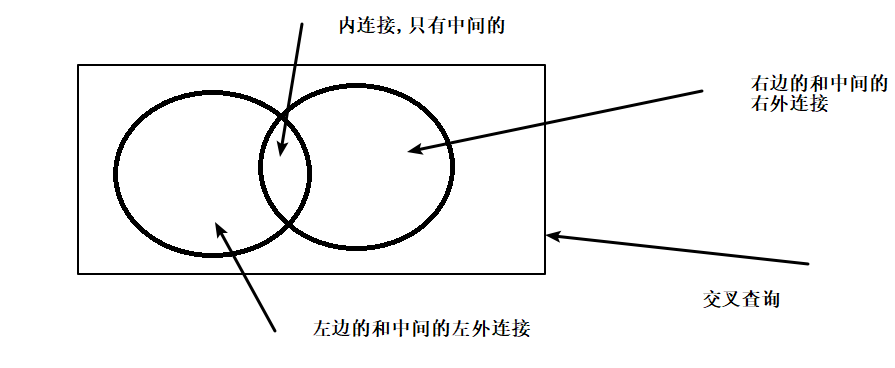 内连接,只有中间的
右边的和中间的
右外连接
交叉查询
左边的和中间的左外连接